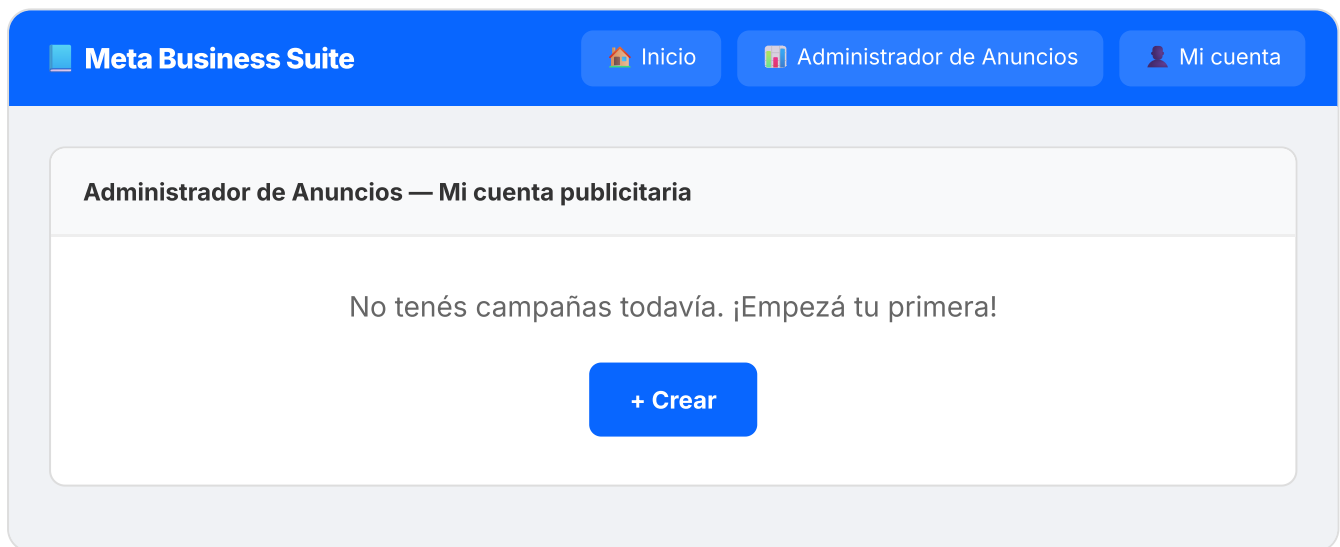 Meta Business Suite
Inicio
Administrador de Anuncios
Mi cuenta
Administrador de Anuncios — Mi cuenta publicitaria
No tenés campañas todavía. ¡Empezá tu primera!
+ Crear